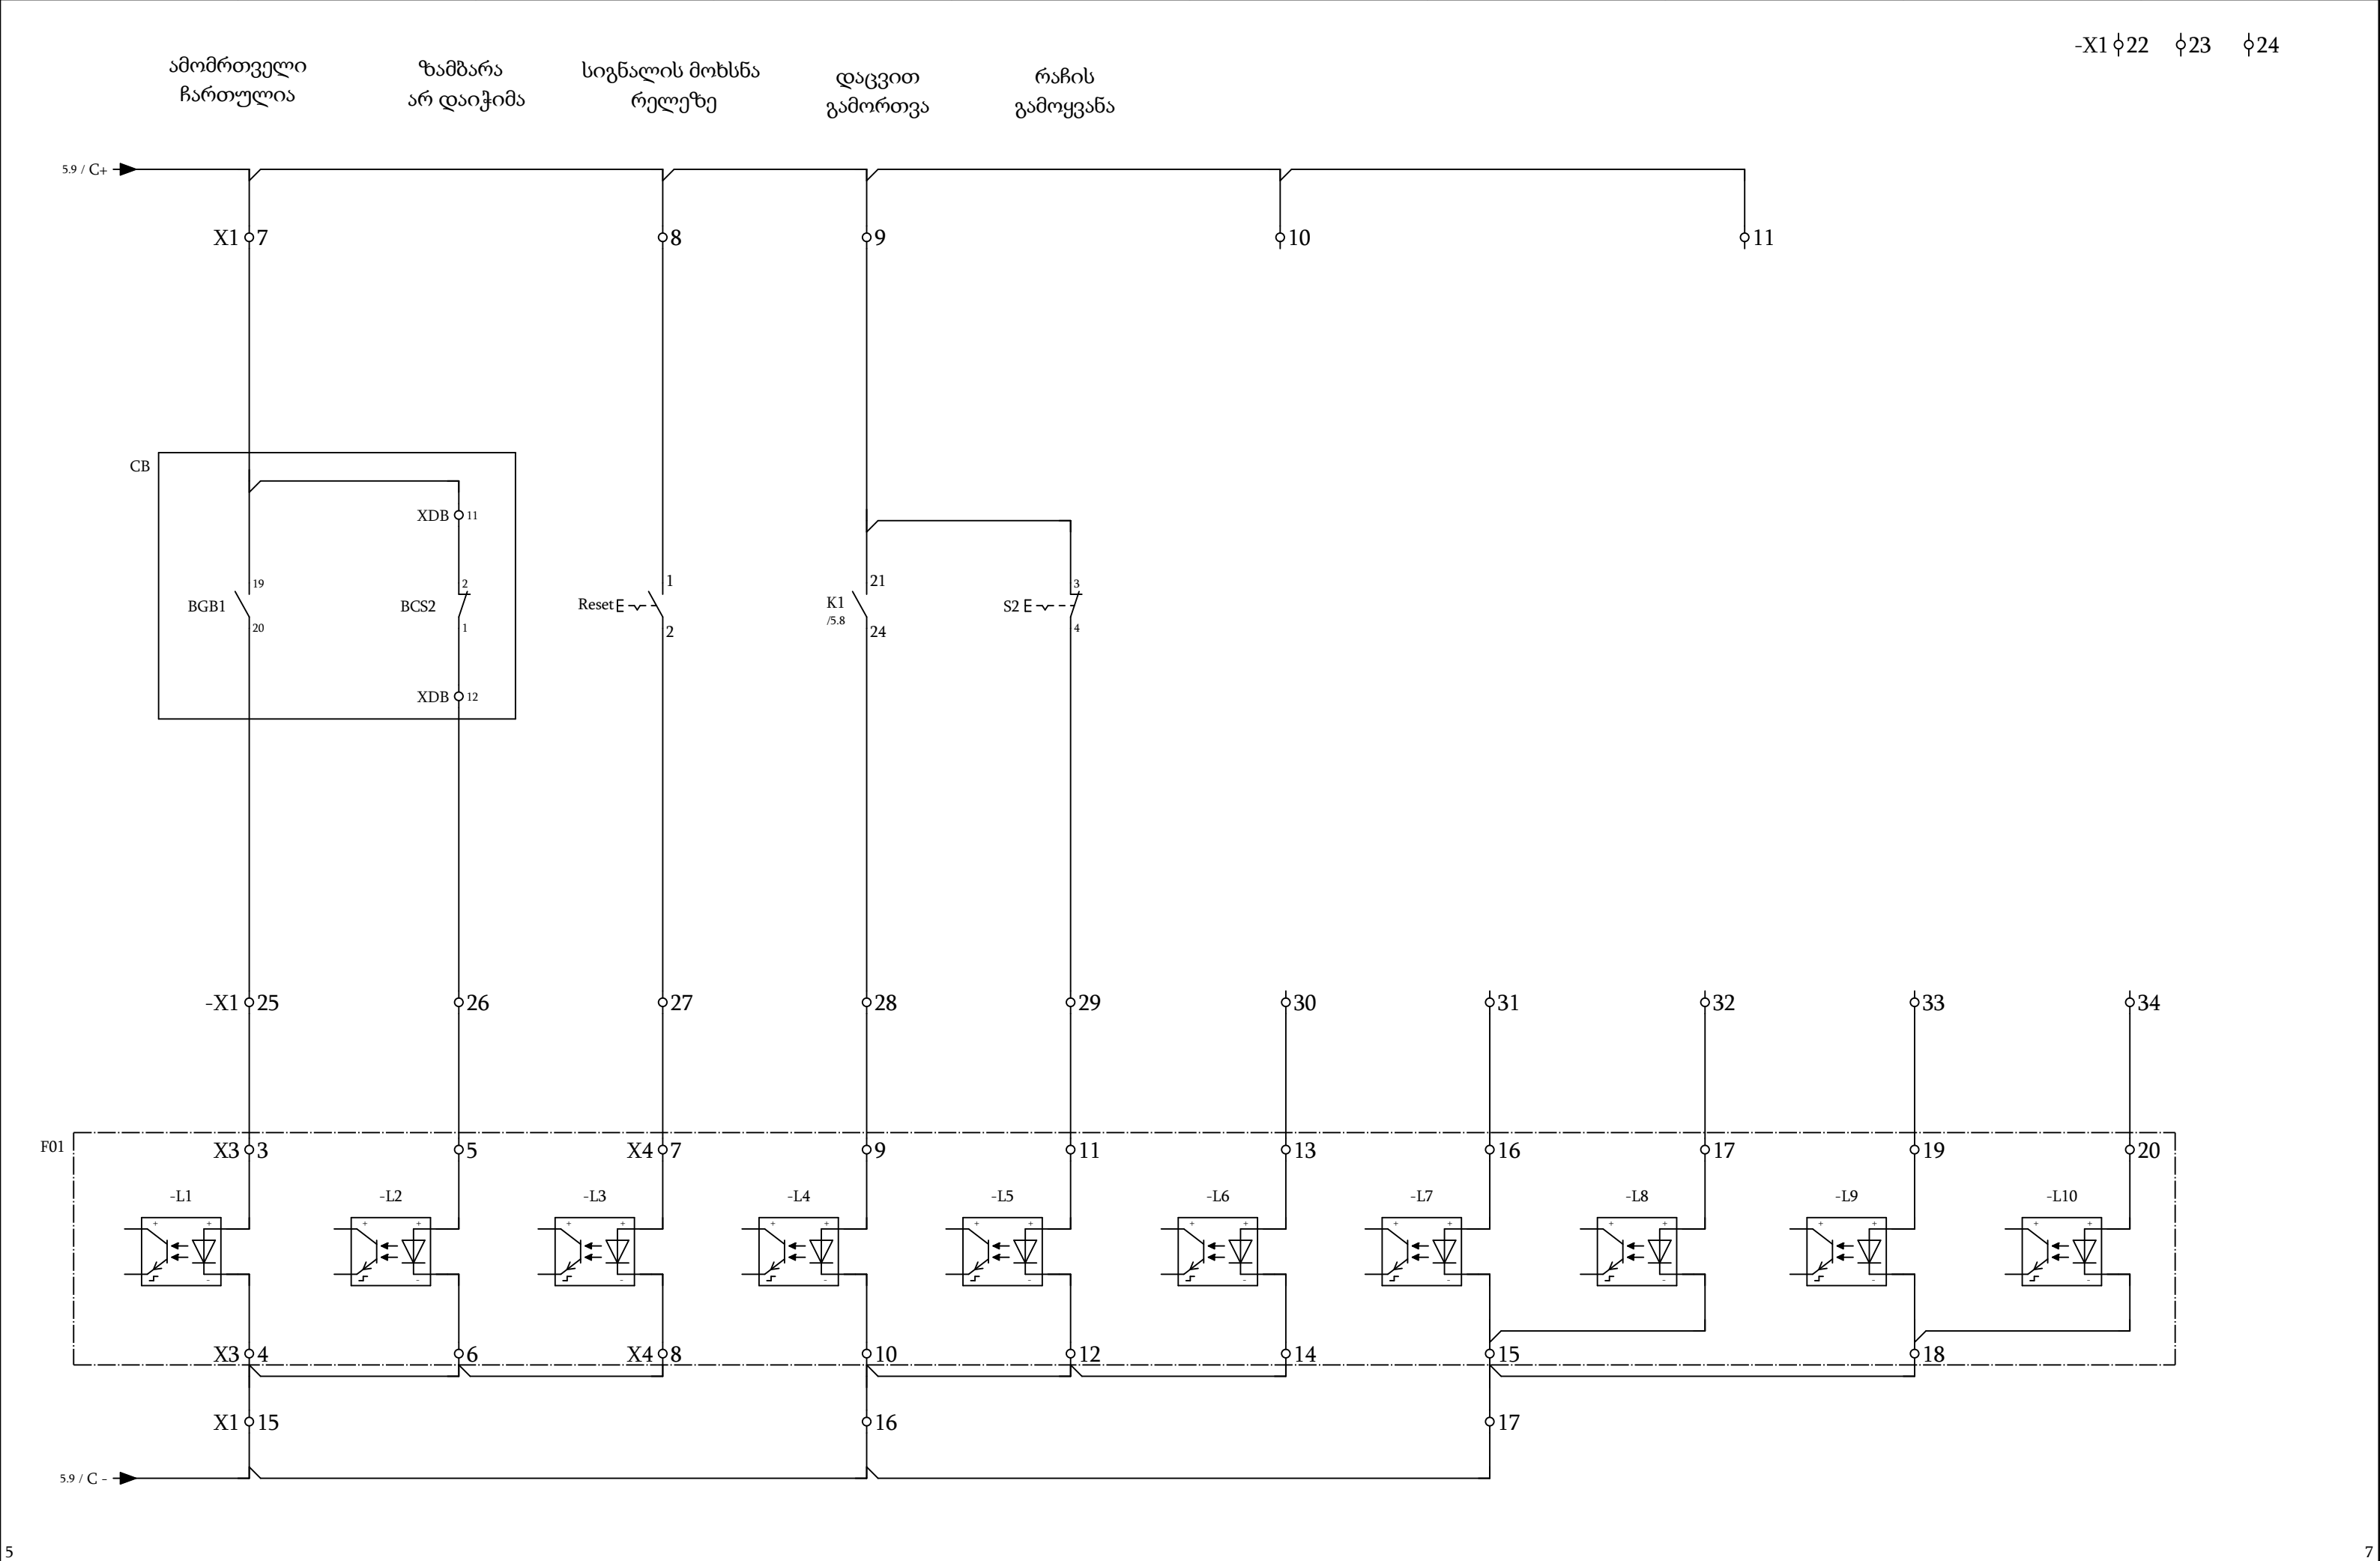 -X1 22 23 24
ამომრთველი
ჩართულია
ზამბარა
არ დაიჭიმა
სიგნალის მოხსნა
რელეზე
დაცვით
გამორთვა
რაჩის
გამოყვანა
5.9 / C+
X1 7 8 9 10 11
CB
XDB 11
19
BGB1
20
2
BCS2
1
XDB 12
1
Reset
2
21
K1
/5.8
24
3
S2
4
-X1 25 26 27 28 29 30 31 32 33 34
F01
X3 3 5 X4 7 9 11 13 16 17 19 20
-L1 -L2 -L3 -L4 -L5 -L6 -L7 -L8 -L9 -L10
+ + + + + + + + + + + + + + + + + + + +
- - - - - - - - - -
X3 4 6 X4 8 10 12 14 15 18
X1 15 16 17
5.9 / C -
5 7